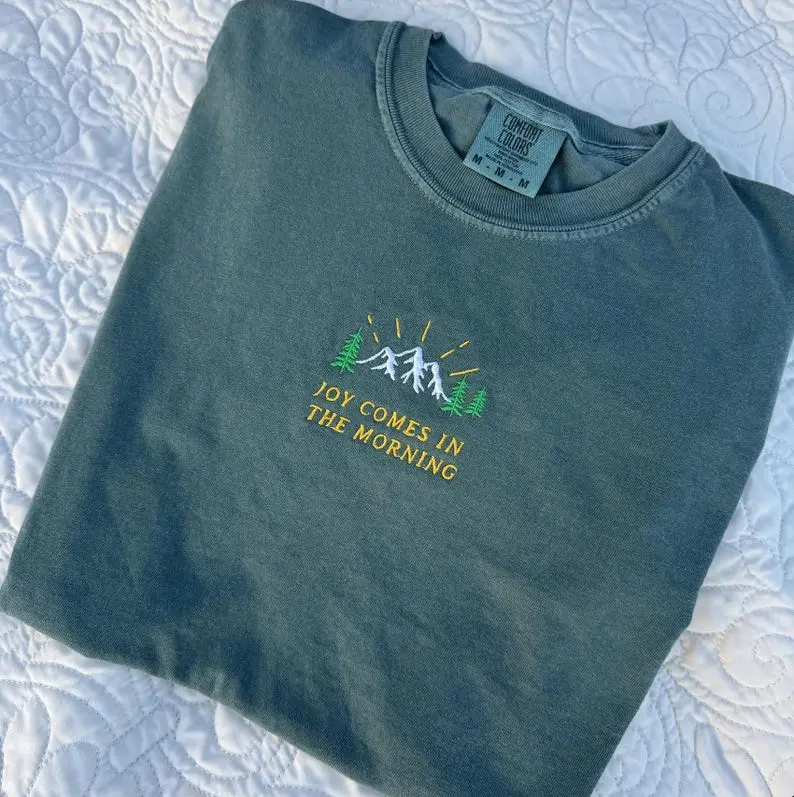 COMFORT
COLORS
M - M - M
JOY COMES IN
THE MORNING